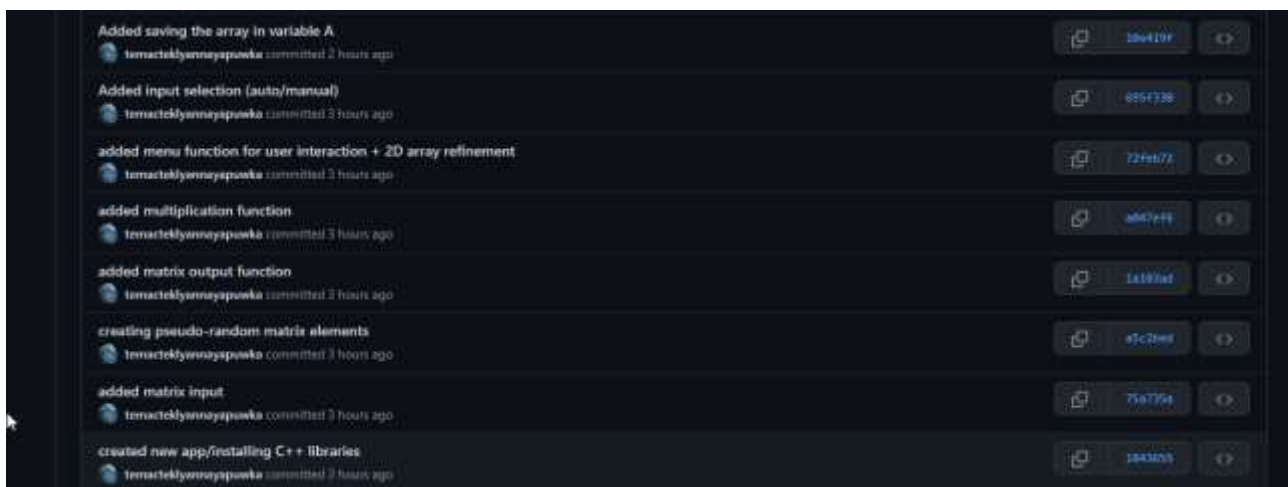 Added saving the array in variable A
temacteklyannayapuwka committed 2 hours ago
Added input selection (auto/manual)
temacteklyannayapuwka committed 3 hours ago
added menu function for user interaction + 2D array refinement
temacteklyannayapuwka committed 3 hours ago
72feb72
added multiplication function
temacteklyannayapuwka committed 3 hours ago
added matrix output function
temacteklyannayapuwka committed 3 hours ago
creating pseudo-random matrix elements
temacteklyannayapuwka committed 3 hours ago
added matrix input
temacteklyannayapuwka committed 3 hours ago
created new app/installing C++ libraries
temacteklyannayapuwka committed 3 hours ago